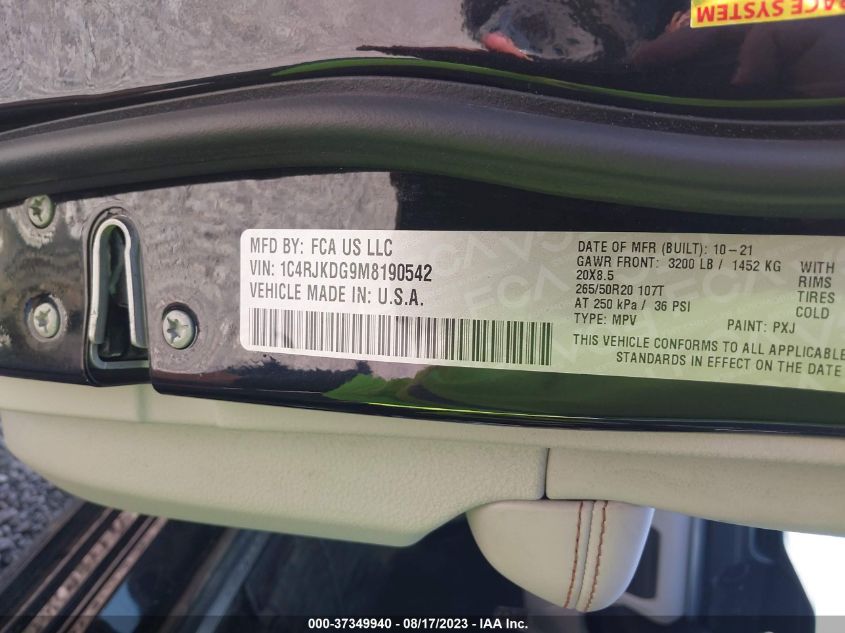 RACE SYSTEM
MFD BY: FCA US LLC
VIN: 1C4RJKDG9M8190542
VEHICLE MADE IN: U.S.A.
DATE OF MFR (BUILT): 10-21
GAWR FRONT: 3200 LB / 1452 KG WITH
20X8.5 RIMS
265/50R20 107T TIRES
AT 250 kPa / 36 PSI COLD
TYPE: MPV PAINT: PXJ
THIS VEHICLE CONFORMS TO ALL APPLICABLE
STANDARDS IN EFFECT ON THE DATE
000-37349940 - 08/17/2023 - IAA Inc.